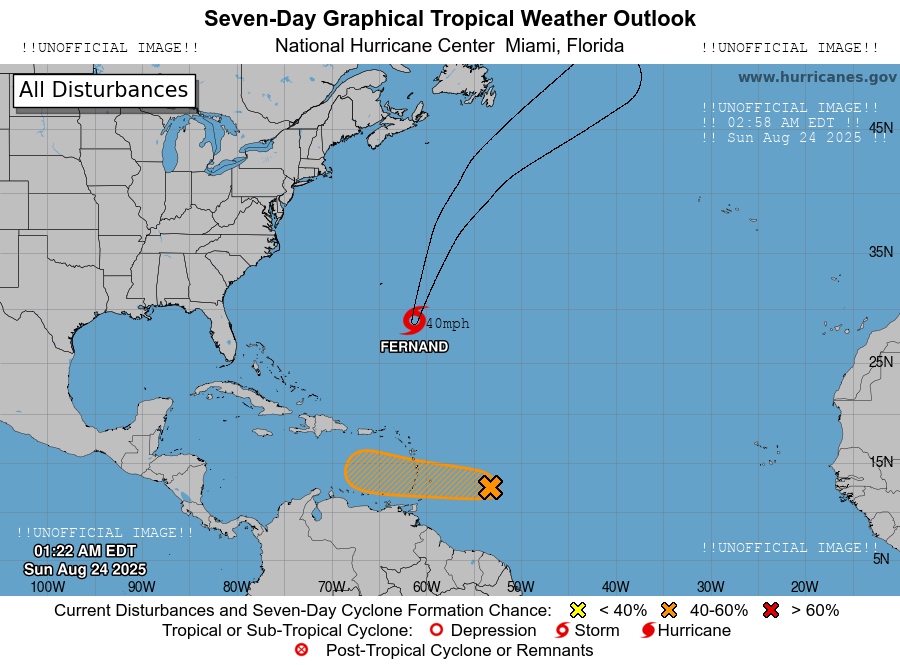 Seven-Day Graphical Tropical Weather Outlook
!!UNOFFICIAL IMAGE!! National Hurricane Center Miami, Florida !!UNOFFICIAL IMAGE!!
All Disturbances
www.hurricanes.gov
!!UNOFFICIAL IMAGE!!
!! 02:58 AM EDT !!
!! Sun Aug 24 2025 !!
45N
35N
40mph
FERNAND
25N
15N
!!UNOFFICIAL IMAGE!!
01:22 AM EDT
Sun Aug 24 2025
!!UNOFFICIAL IMAGE!!
5N
100W 90W 80W 70W 60W 50W 40W 30W 20W
Current Disturbances and Seven-Day Cyclone Formation Chance: < 40% 40-60% > 60%
Tropical or Sub-Tropical Cyclone: Depression Storm Hurricane
Post-Tropical Cyclone or Remnants